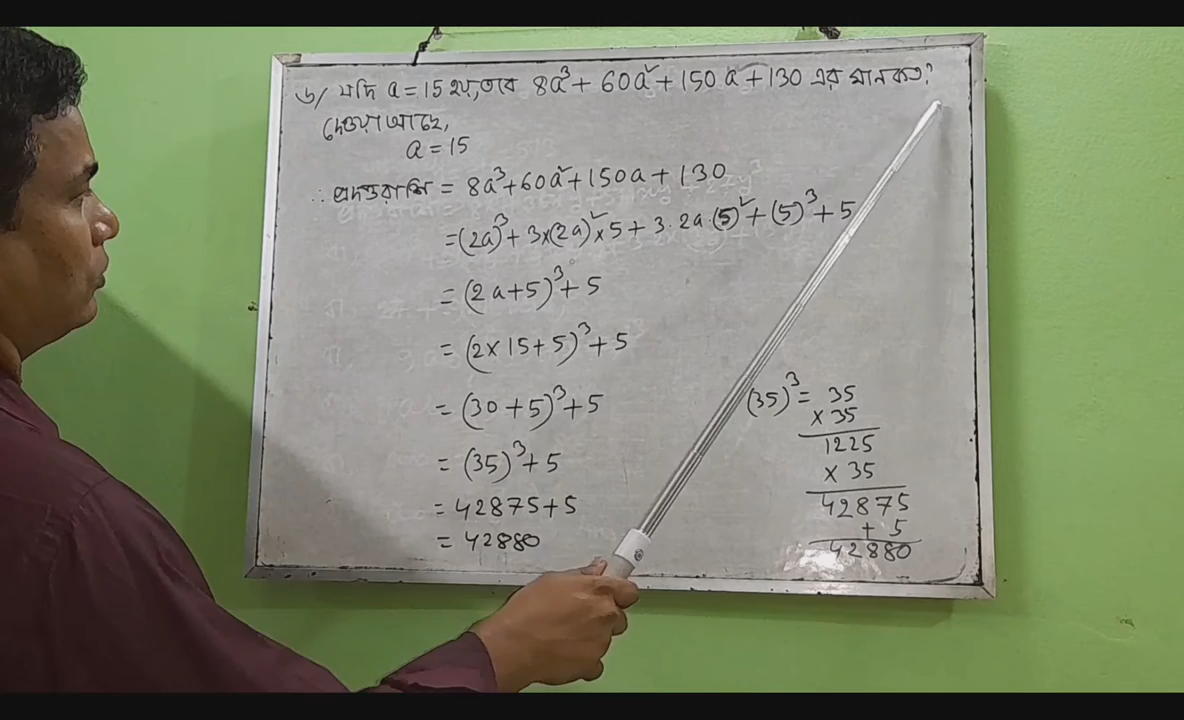 ৬/ যদি a = 15 হয়, তবে 8a³ + 60a² + 150a + 130 এর মান কত?
দেওয়া আছে,
a = 15
∴ প্রদত্তরাশি = 8a³ + 60a² + 150a + 130
= (2a)³ + 3×(2a)²×5 + 3·2a·(5)² + (5)³ + 5
= (2a+5)³ + 5
= (2×15+5)³ + 5
= (30+5)³ + 5
= (35)³ + 5
= 42875+5
= 42880
(35)³ = 35
× 35
1225
× 35
42875
+ 5
42880